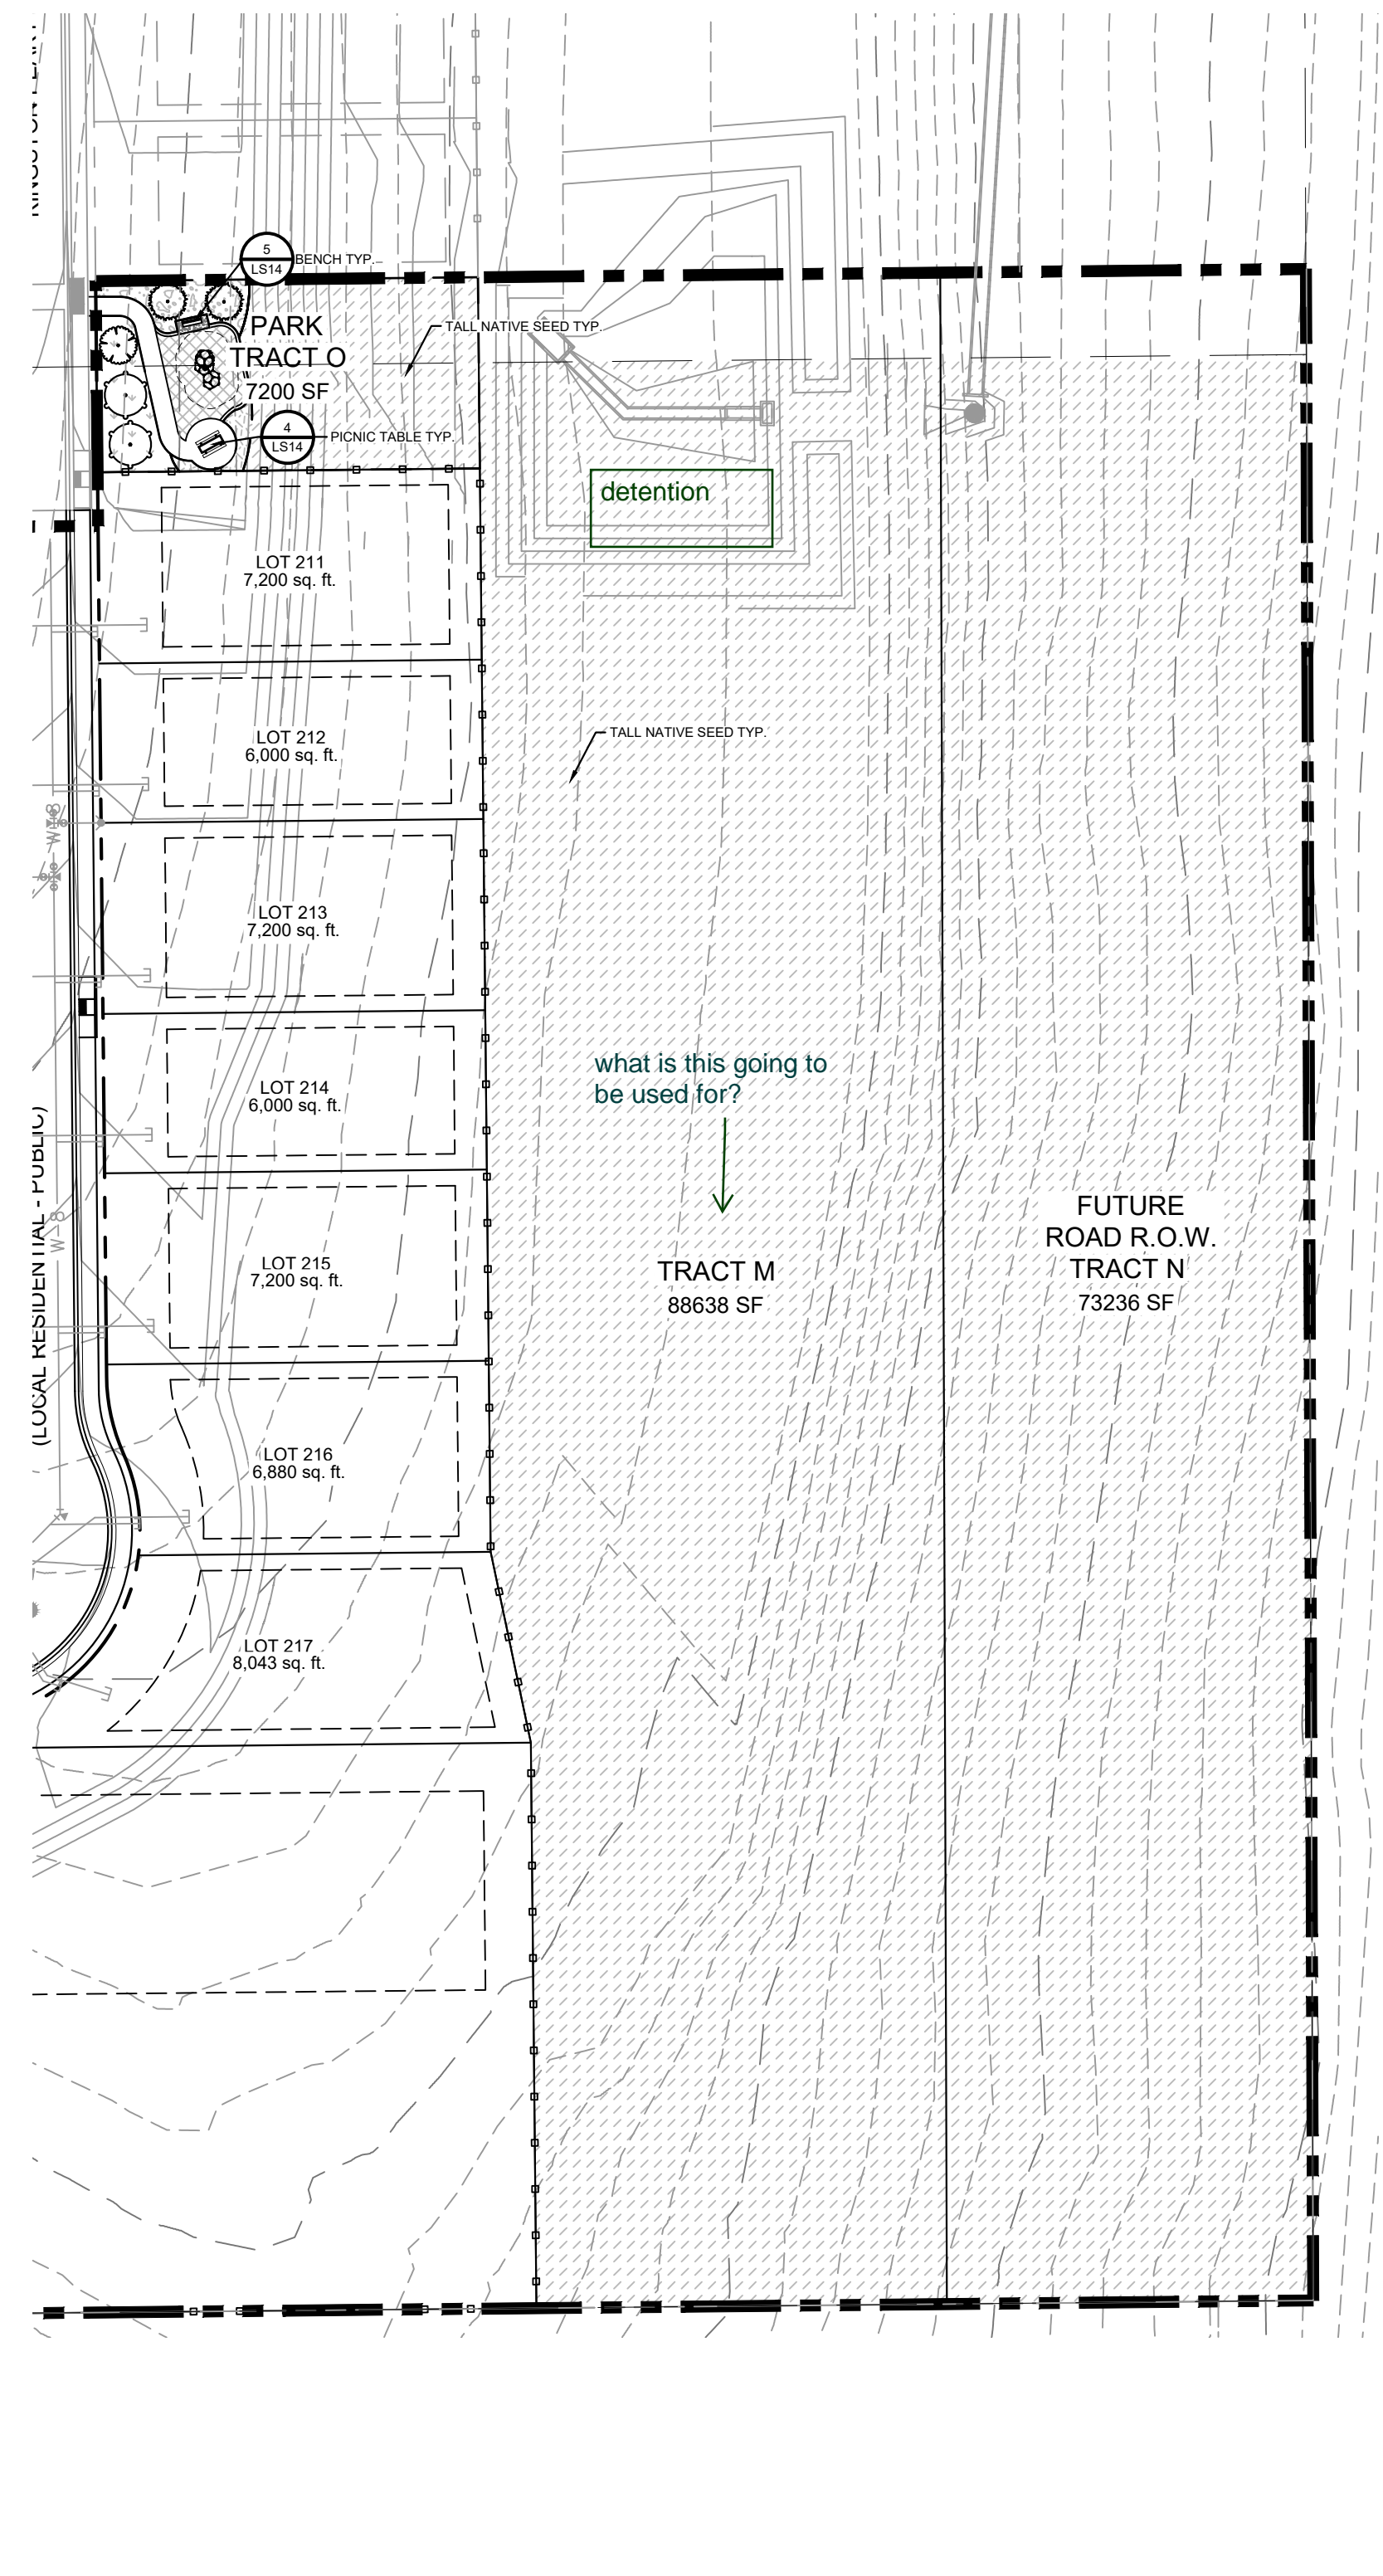 5
LS14
BENCH TYP.
PARK
TRACT O
7200 SF
TALL NATIVE SEED TYP.
4
LS14
PICNIC TABLE TYP.
detention
LOT 211
7,200 sq. ft.
LOT 212
6,000 sq. ft.
TALL NATIVE SEED TYP.
W-8
LOT 213
7,200 sq. ft.
what is this going to
be used for?
LOT 214
6,000 sq. ft.
(LOCAL RESIDENTIAL - PUBLIC)
W-8
LOT 215
7,200 sq. ft.
TRACT M
88638 SF
FUTURE
ROAD R.O.W.
TRACT N
73236 SF
LOT 216
6,880 sq. ft.
LOT 217
8,043 sq. ft.